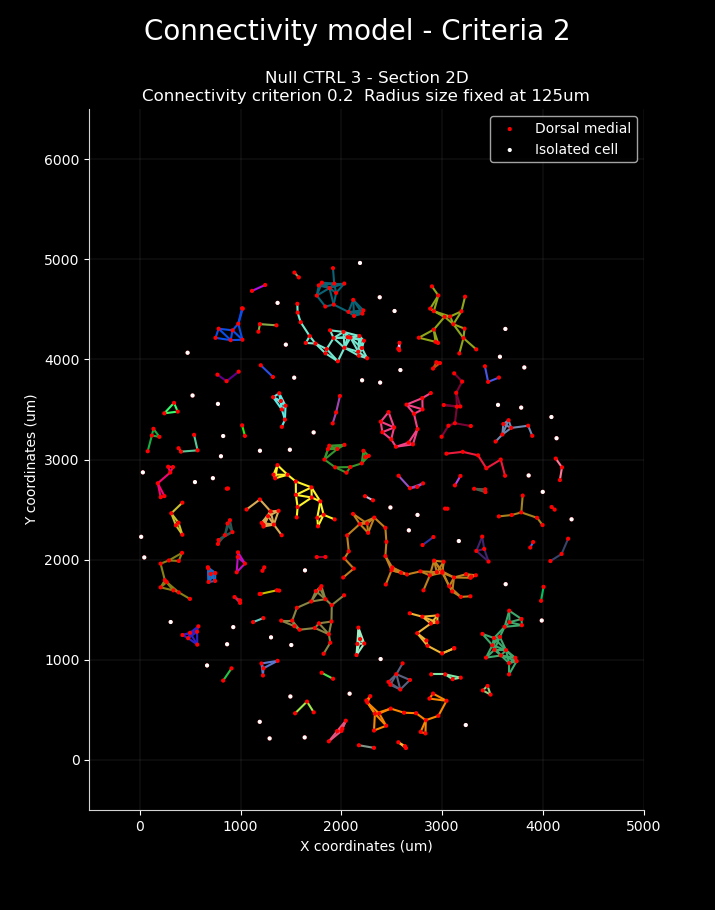 Connectivity model - Criteria 2
Null CTRL 3 - Section 2D
Connectivity criterion 0.2  Radius size fixed at 125um
Dorsal medial
Isolated cell
6000
5000
4000
3000
2000
1000
0
Y coordinates (um)
0 1000 2000 3000 4000 5000
X coordinates (um)